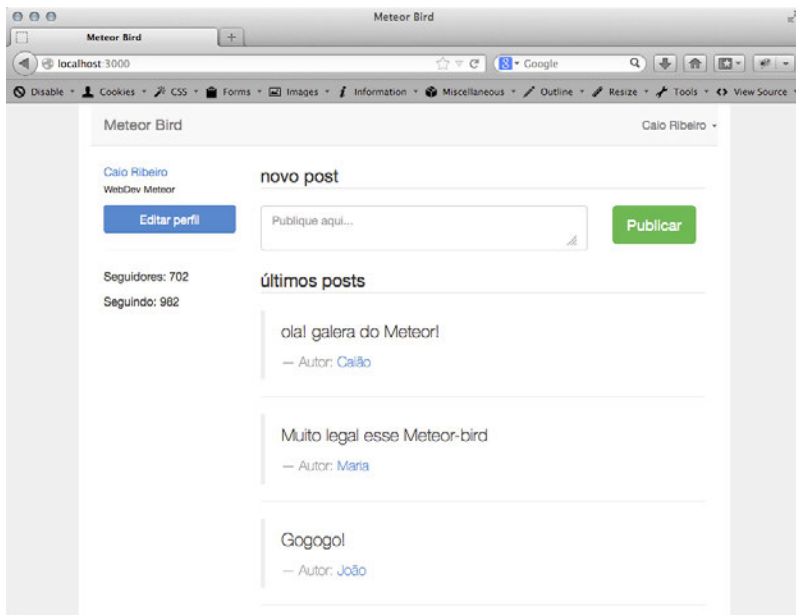 Meteor Bird
Meteor Bird
localhost:3000
Google
Disable Cookies CSS Forms Images Information Miscellaneous Outline Resize Tools View Source
Meteor Bird
Caio Ribeiro
Caio Ribeiro
WebDev Meteor
Editar perfil
Seguidores: 702
Seguindo: 982
novo post
Publique aqui...
Publicar
últimos posts
ola! galera do Meteor!
— Autor: Caião
Muito legal esse Meteor-bird
— Autor: Maria
Gogogo!
— Autor: João